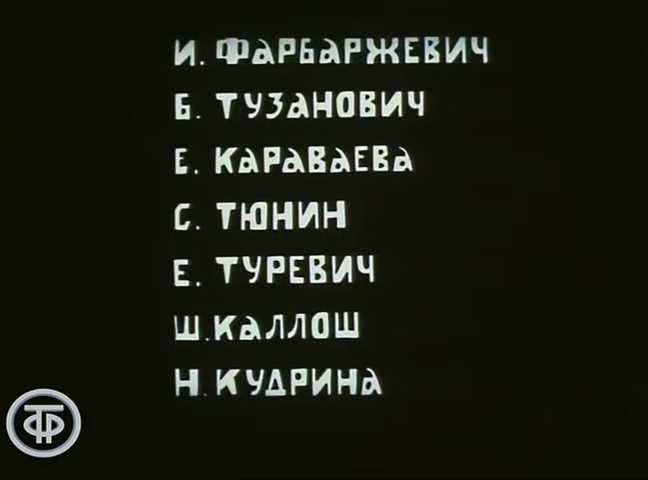 И. ФАРБАРЖЕВИЧ
Б. ТУЗАНОВИЧ
Е. КАРАВАЕВА
С. ТЮНИН
Е. ТУРЕВИЧ
Ш. КАЛЛОШ
Н. КУДРИНА